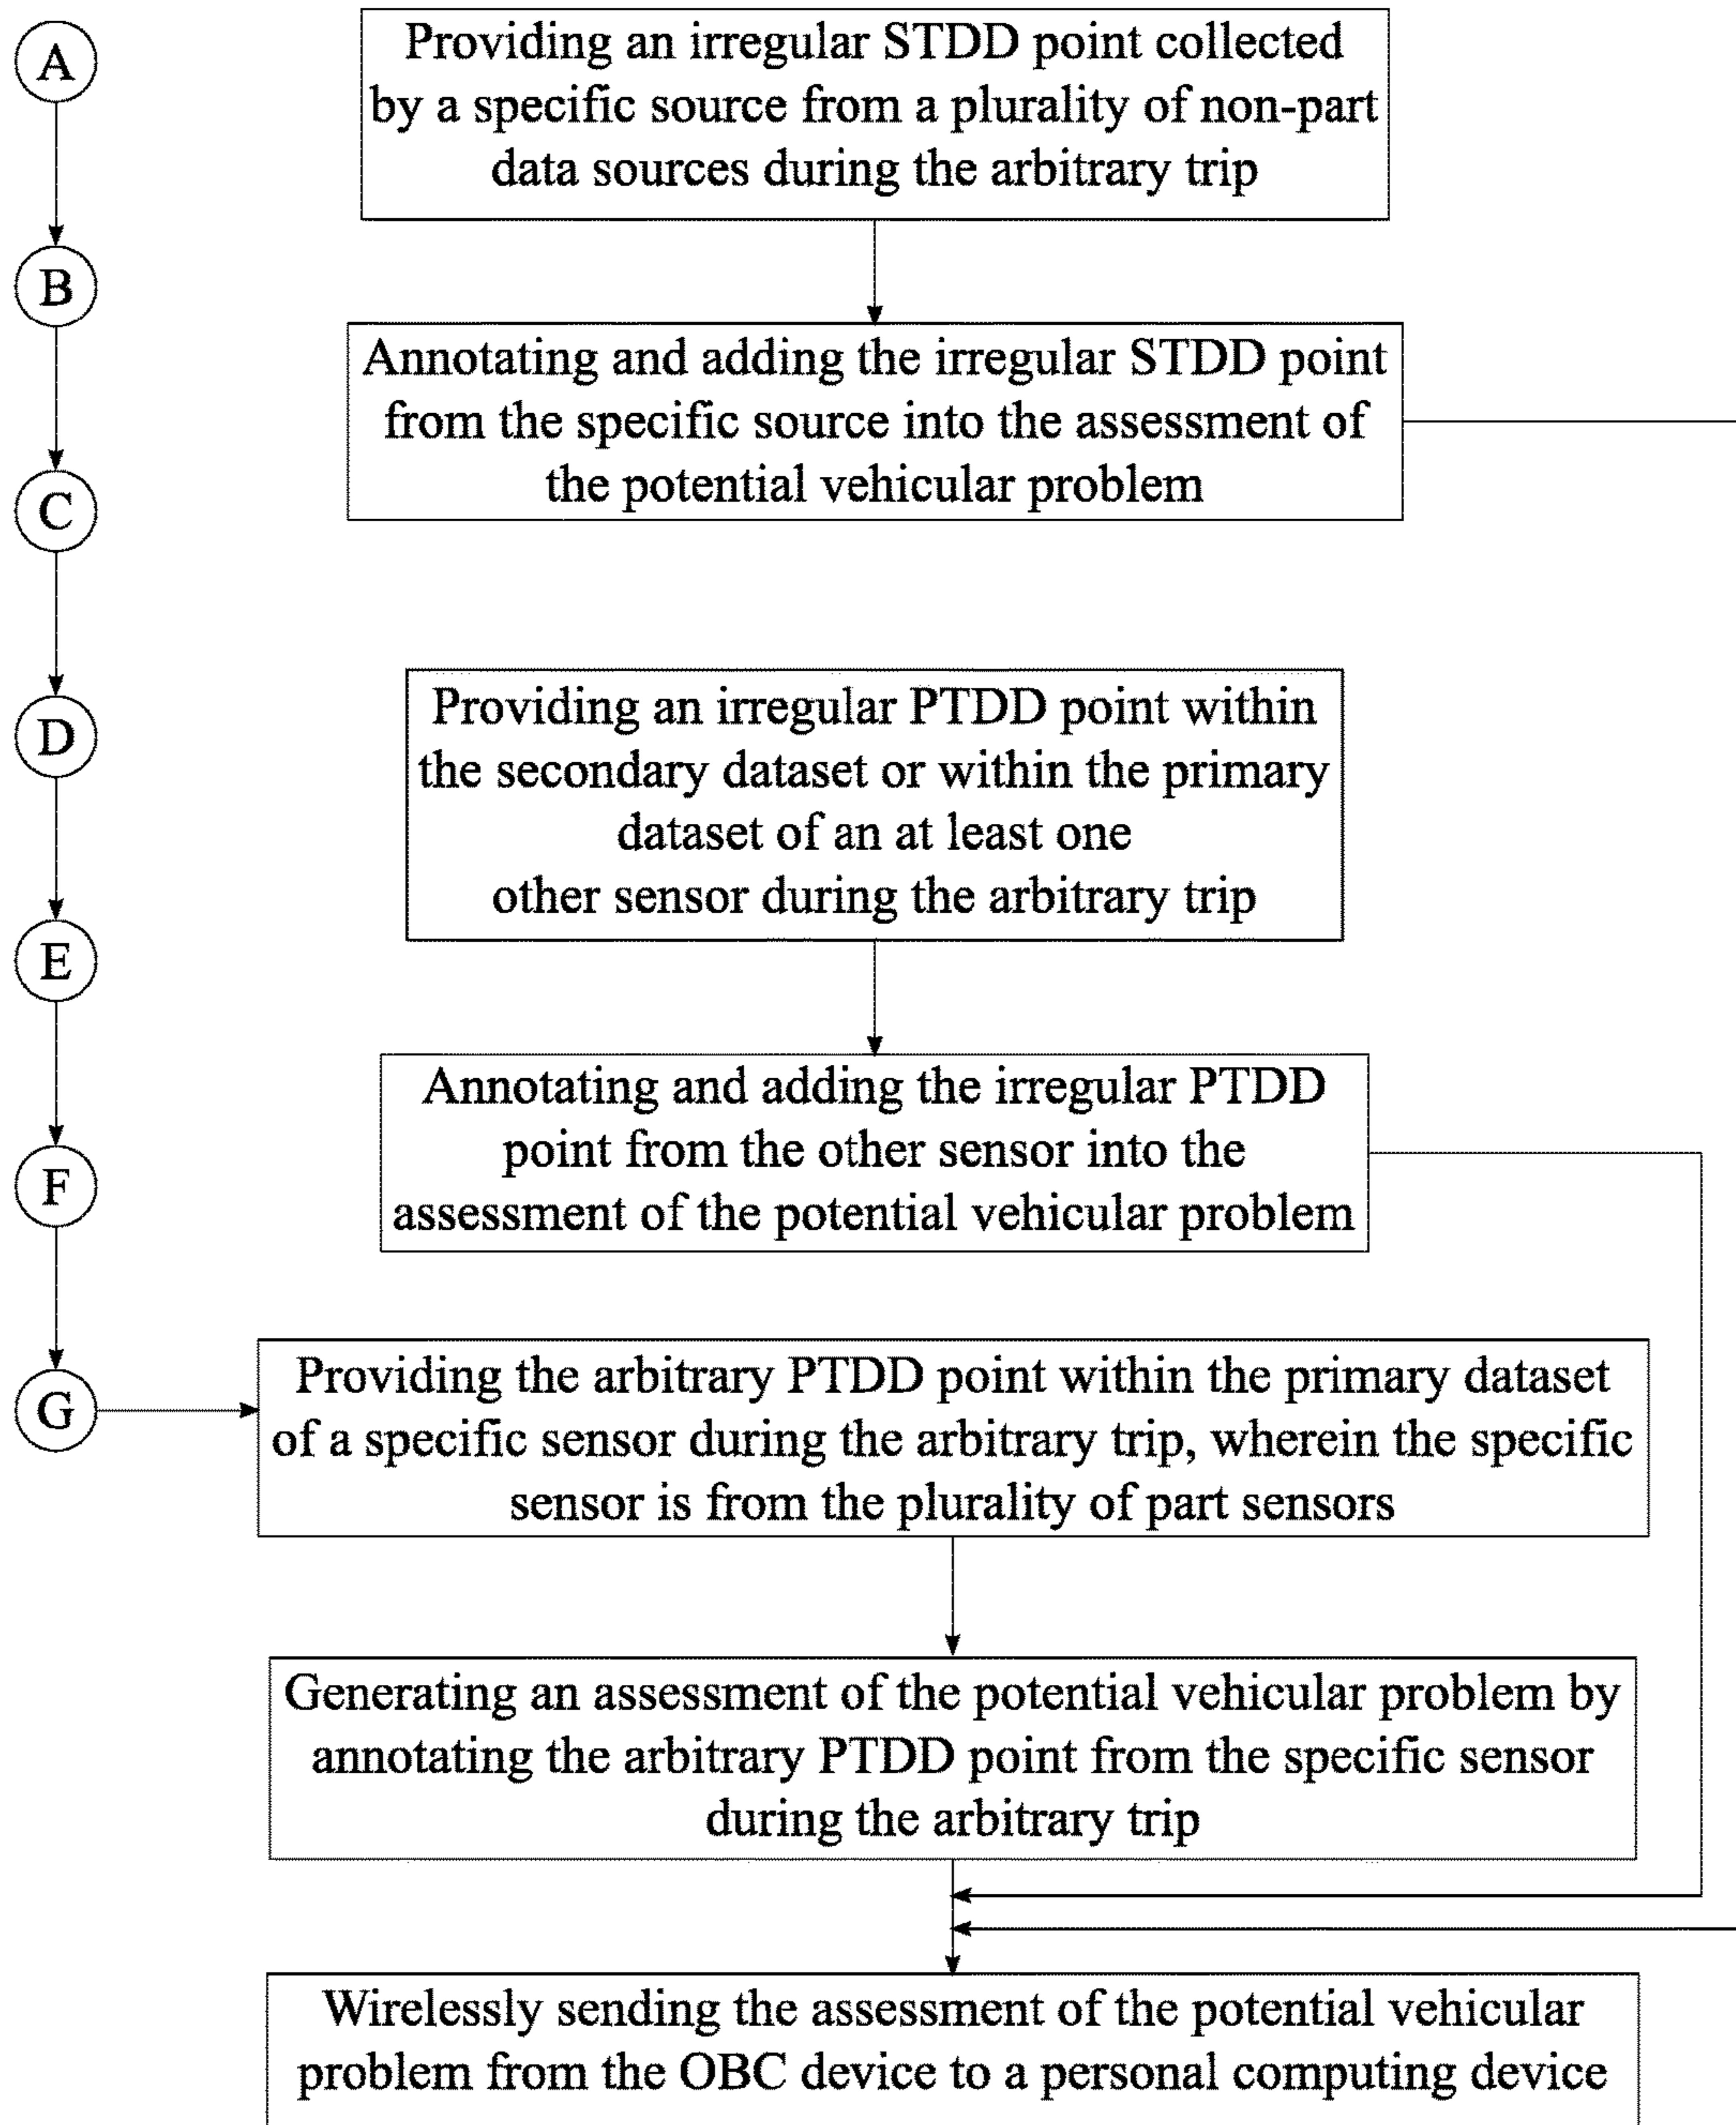 A
B
C
D
E
F
G
Providing an irregular STDD point collected
by a specific source from a plurality of non-part
data sources during the arbitrary trip
Annotating and adding the irregular STDD point
from the specific source into the assessment of
the potential vehicular problem
Providing an irregular PTDD point within
the secondary dataset or within the primary
dataset of an at least one
other sensor during the arbitrary trip
Annotating and adding the irregular PTDD
point from the other sensor into the
assessment of the potential vehicular problem
Providing the arbitrary PTDD point within the primary dataset
of a specific sensor during the arbitrary trip, wherein the specific
sensor is from the plurality of part sensors
Generating an assessment of the potential vehicular problem by
annotating the arbitrary PTDD point from the specific sensor
during the arbitrary trip
Wirelessly sending the assessment of the potential vehicular
problem from the OBC device to a personal computing device